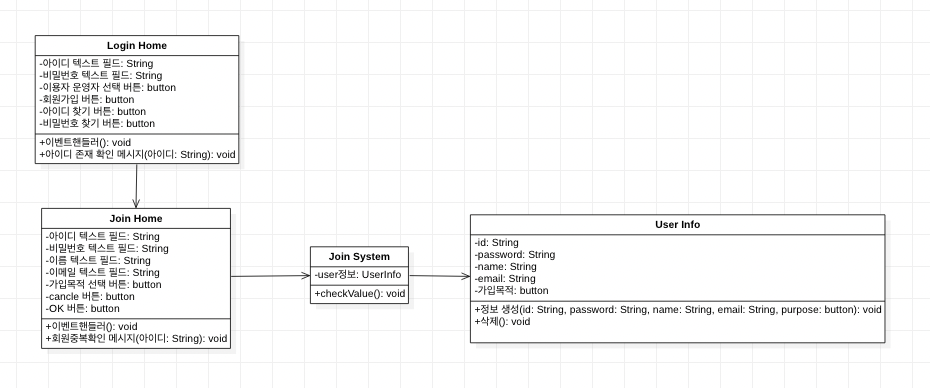 Login Home
-아이디 텍스트 필드: String
-비밀번호 텍스트 필드: String
-이용자 운영자 선택 버튼: button
-회원가입 버튼: button
-아이디 찾기 버튼: button
-비밀번호 찾기 버튼: button
+이벤트핸들러(): void
+아이디 존재 확인 메시지(아이디: String): void
Join Home
-아이디 텍스트 필드: String
-비밀번호 텍스트 필드: String
-이름 텍스트 필드: String
-이메일 텍스트 필드: String
-가입목적 선택 버튼: button
-cancle 버튼: button
-OK 버튼: button
+이벤트핸들러(): void
+회원중복확인 메시지(아이디: String): void
Join System
-user정보: UserInfo
+checkValue(): void
User Info
-id: String
-password: String
-name: String
-email: String
-가입목적: button
+정보 생성(id: String, password: String, name: String, email: String, purpose: button): void
+삭제(): void